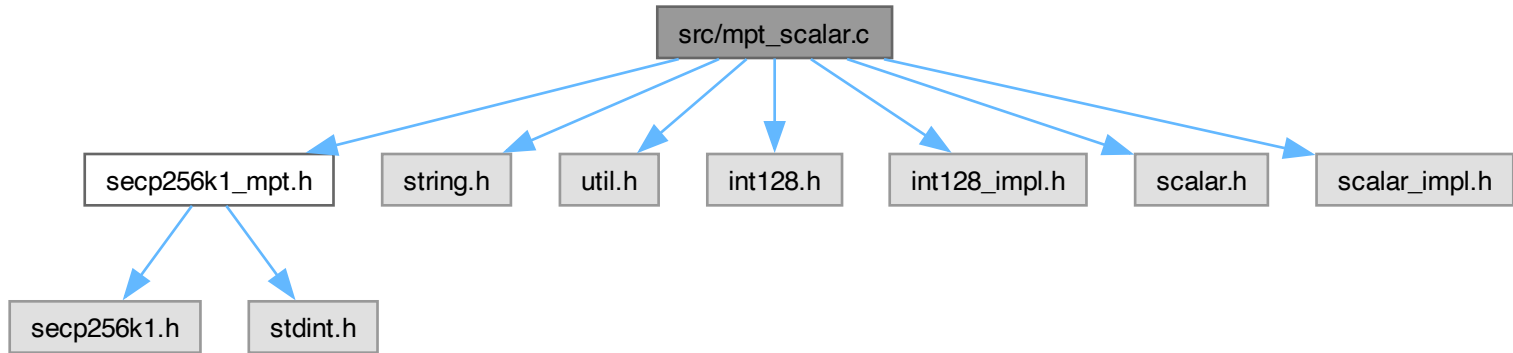 src/mpt_scalar.c
secp256k1_mpt.h
string.h
util.h
int128.h
int128_impl.h
scalar.h
scalar_impl.h
secp256k1.h
stdint.h